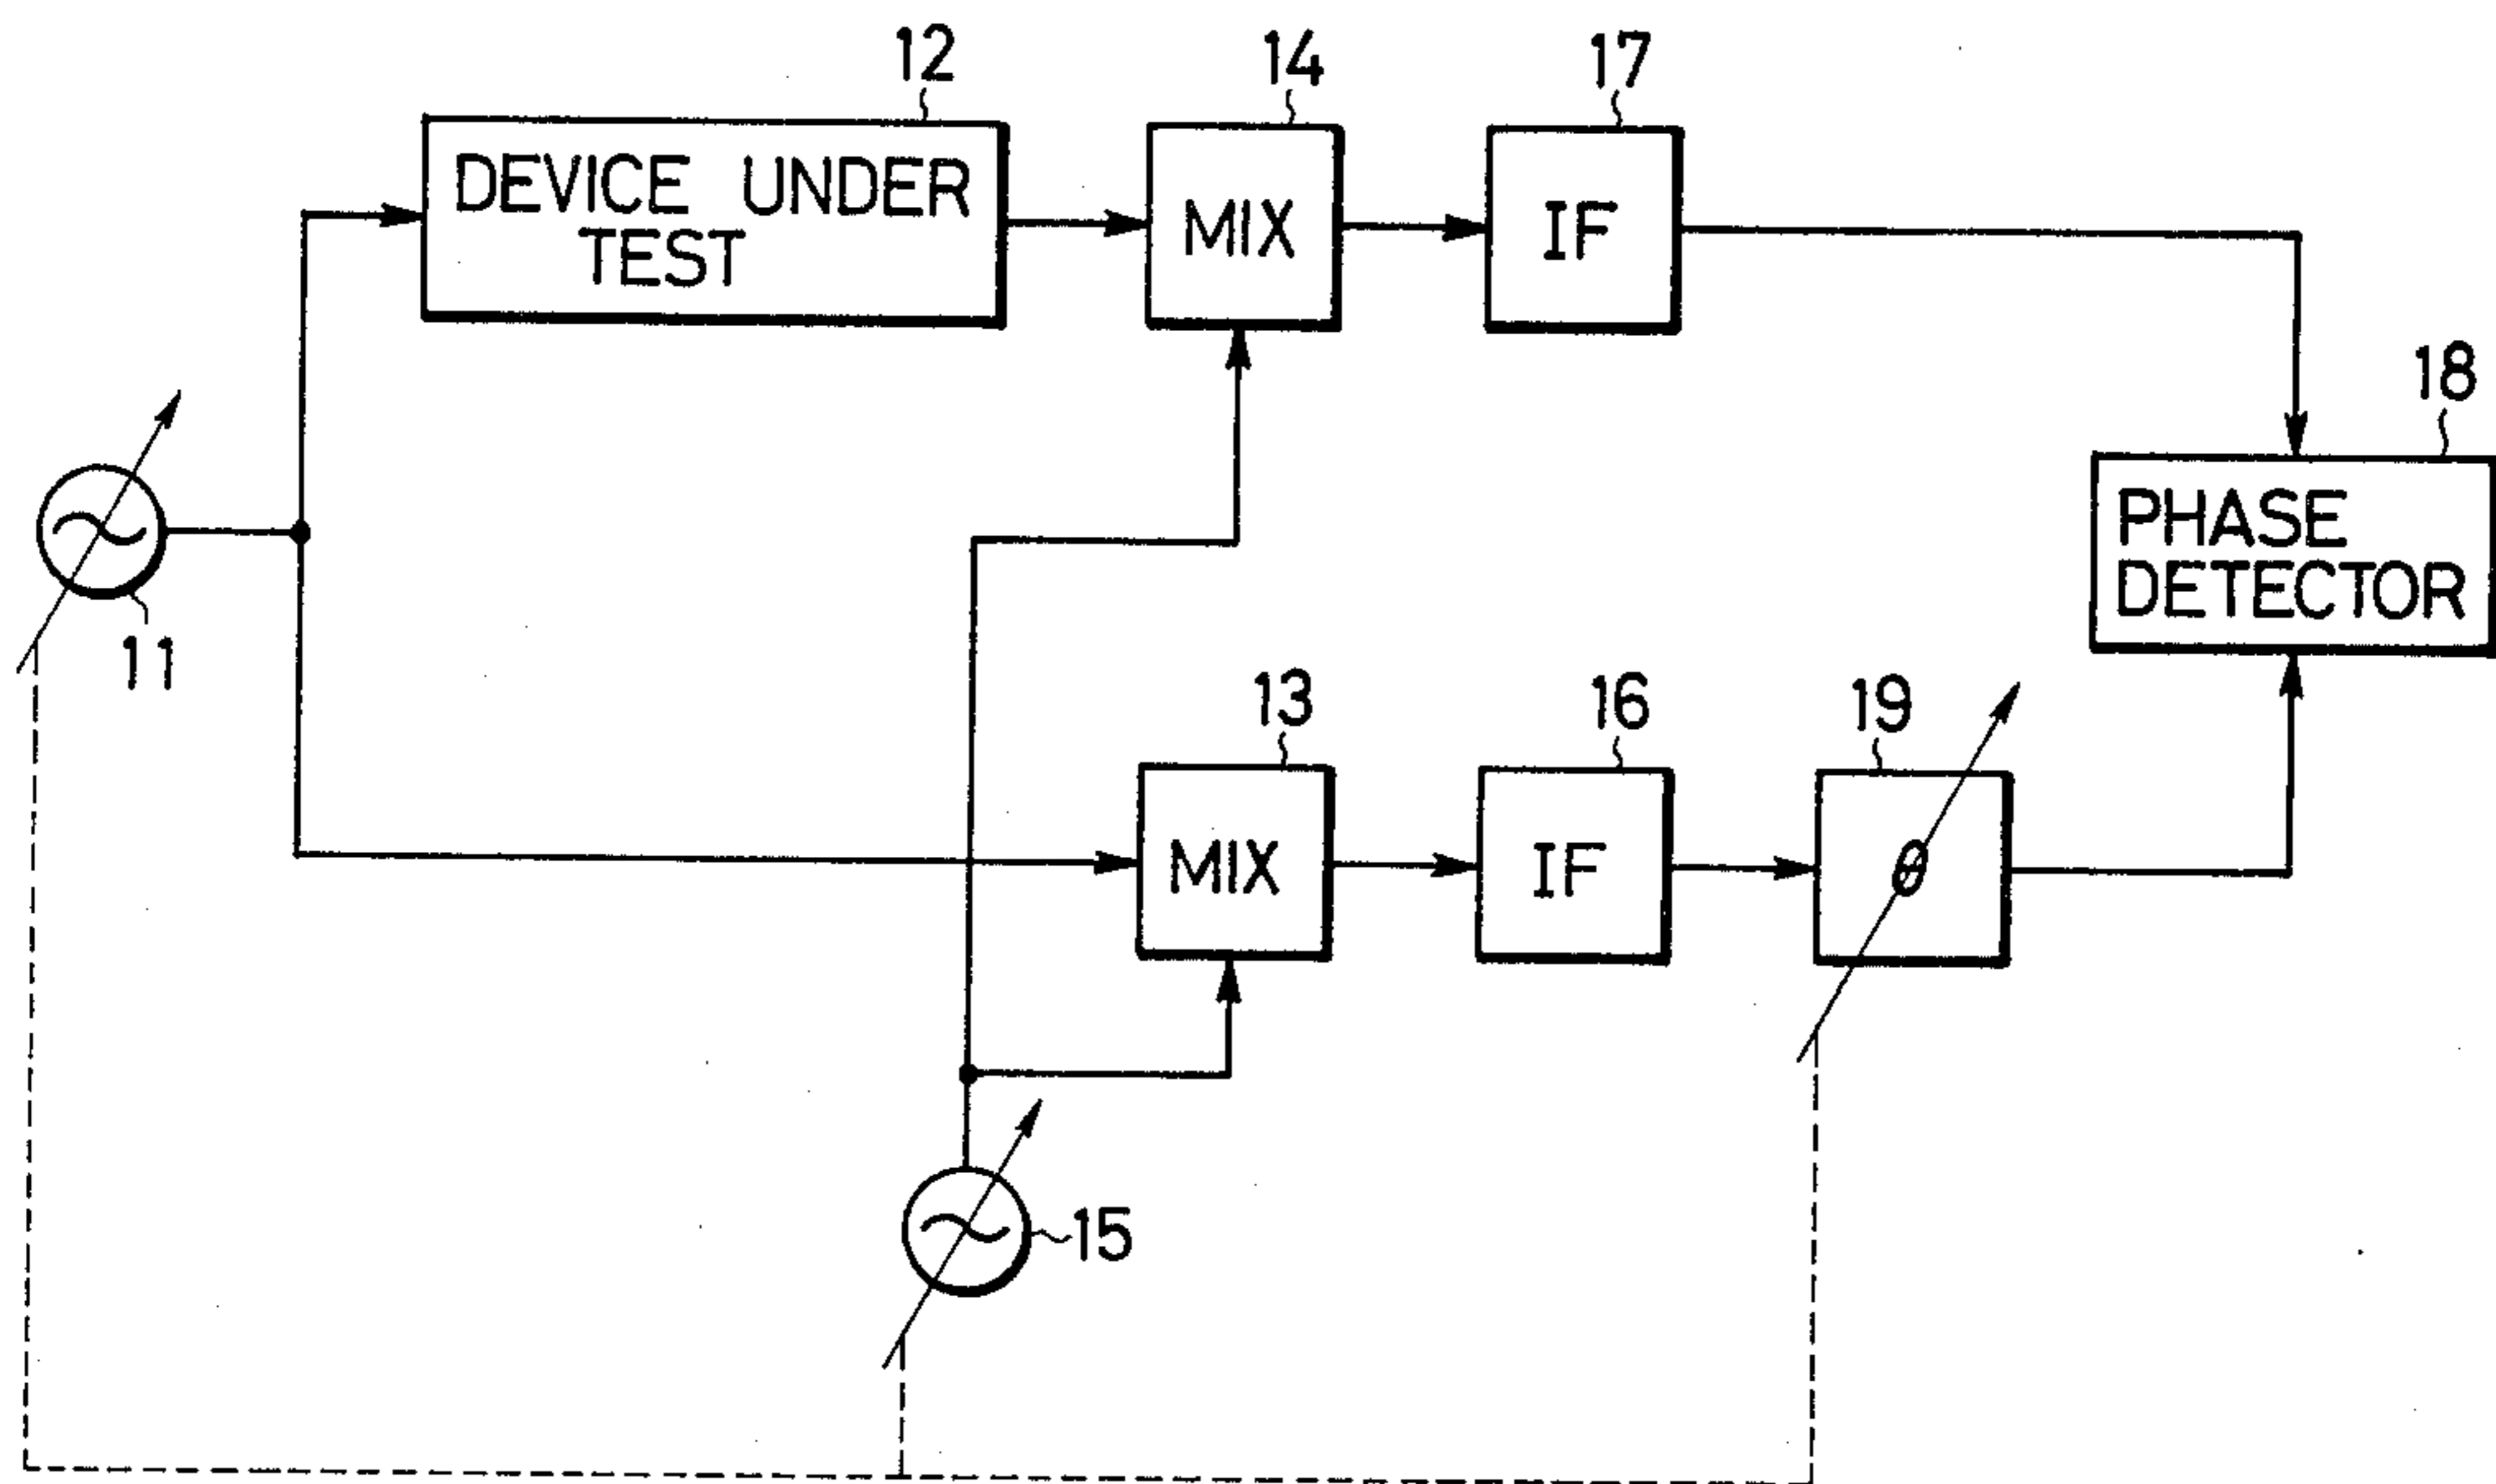 12
14
17
DEVICE UNDER
TEST
MIX
IF
18
PHASE
DETECTOR
11
13
16
19
MIX
IF
θ
15